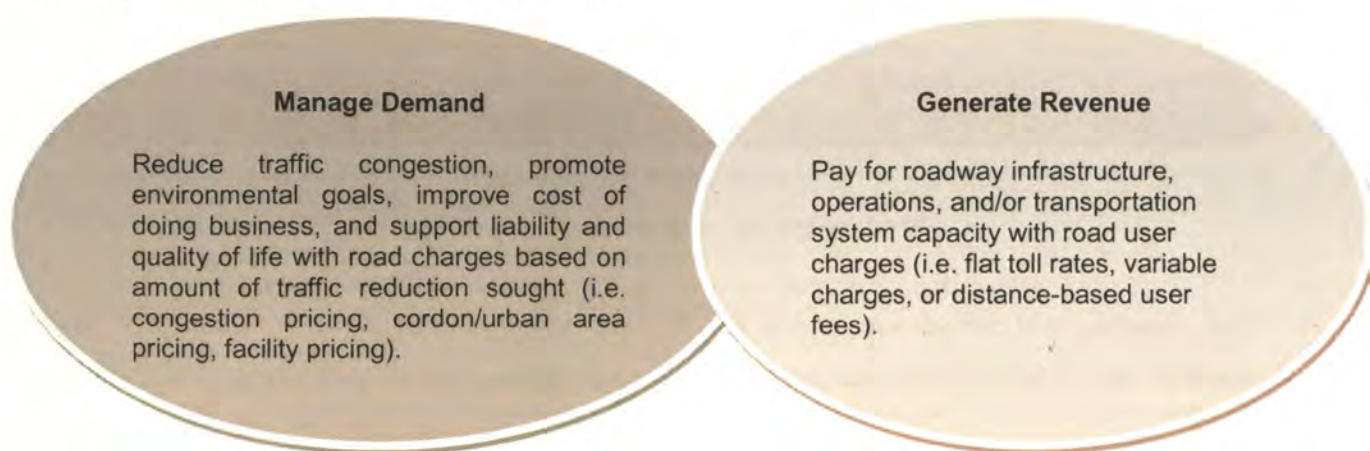 Manage Demand
Reduce traffic congestion, promote
environmental goals, improve cost of
doing business, and support liability and
quality of life with road charges based on
amount of traffic reduction sought (i.e.
congestion pricing, cordon/urban area
pricing, facility pricing).
Generate Revenue
Pay for roadway infrastructure,
operations, and/or transportation
system capacity with road user
charges (i.e. flat toll rates, variable
charges, or distance-based user
fees).